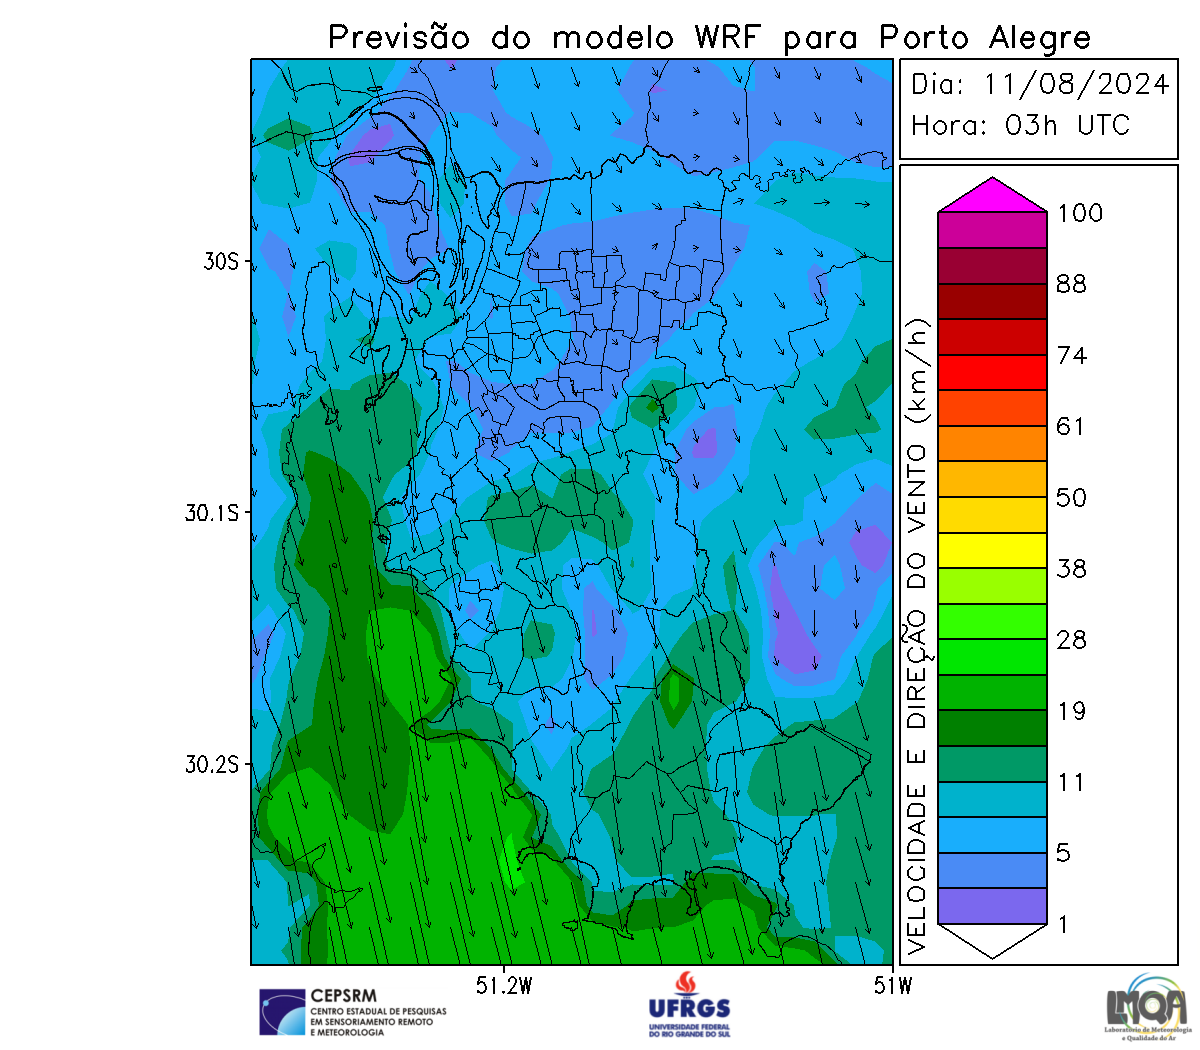 Previsão do modelo WRF para Porto Alegre
Dia: 11/08/2024
Hora: 03h UTC
30S
30.1S
30.2S
51.2W
51W
VELOCIDADE E DIREÇÃO DO VENTO (km/h)
100
88
74
61
50
38
28
19
11
5
1
CEPSRM
CENTRO ESTADUAL DE PESQUISAS
EM SENSORIAMENTO REMOTO
E METEOROLOGIA
UFRGS
UNIVERSIDADE FEDERAL
DO RIO GRANDE DO SUL
LMQA
Laboratório de Meteorologia
e Qualidade do Ar